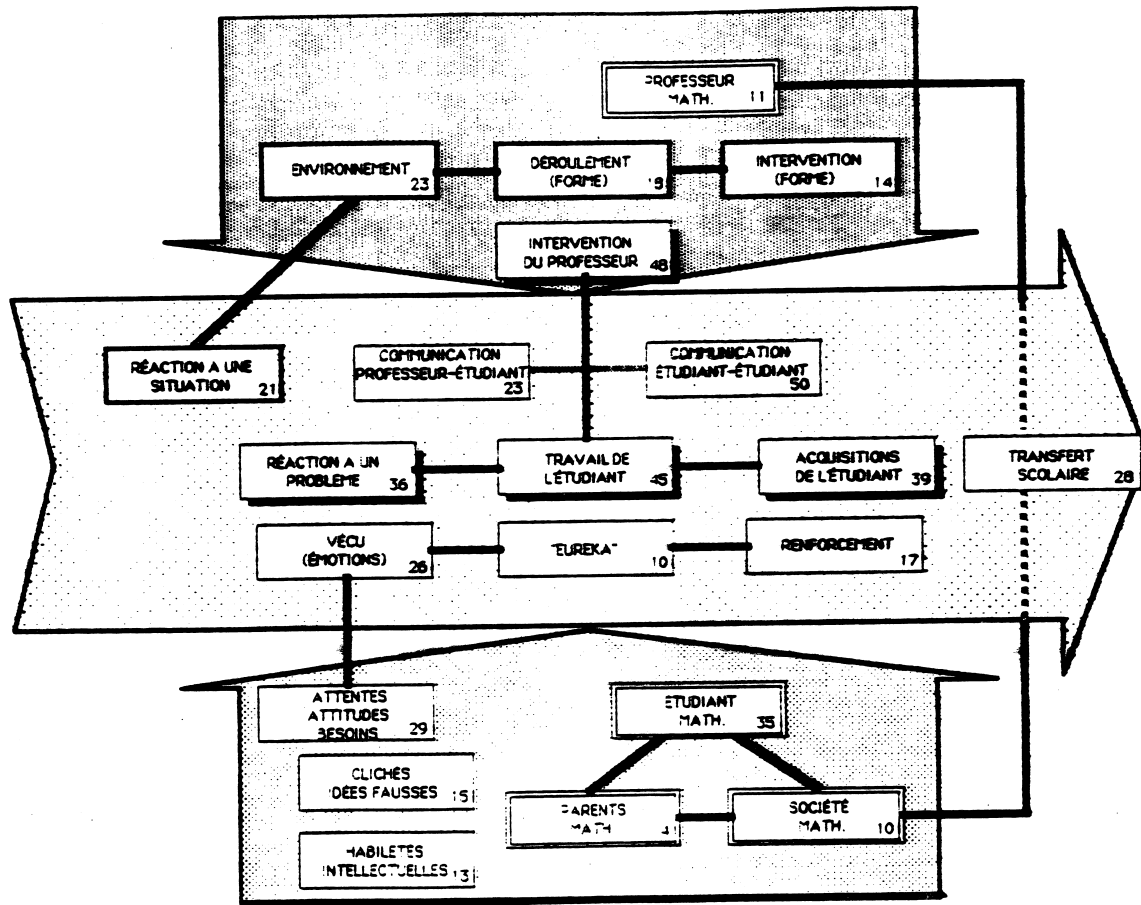 PROFESSEUR
MATH.
11
ENVIRONNEMENT
23
DÉROULEMENT
(FORME)
INTERVENTION
(FORME)
14
INTERVENTION
DU PROFESSEUR
48
RÉACTION A UNE
SITUATION
21
COMMUNICATION
PROFESSEUR-ÉTUDIANT
23
COMMUNICATION
ÉTUDIANT-ÉTUDIANT
50
RÉACTION A UN
PROBLEME
36
TRAVAIL DE
L'ÉTUDIANT
45
ACQUISITIONS
DE L'ÉTUDIANT
39
TRANSFERT
SCOLAIRE
28
VÉCU
(ÉMOTIONS)
26
"EUREKA"
10
RENFORCEMENT
17
ATTENTES
ATTITUDES
BESOINS
29
ETUDIANT
MATH.
35
CLICHÉS
IDÉES FAUSSES
15
PARENTS
MATH
SOCIÉTÉ
MATH.
10
HABILETÉS
INTELLECTUELLES
13